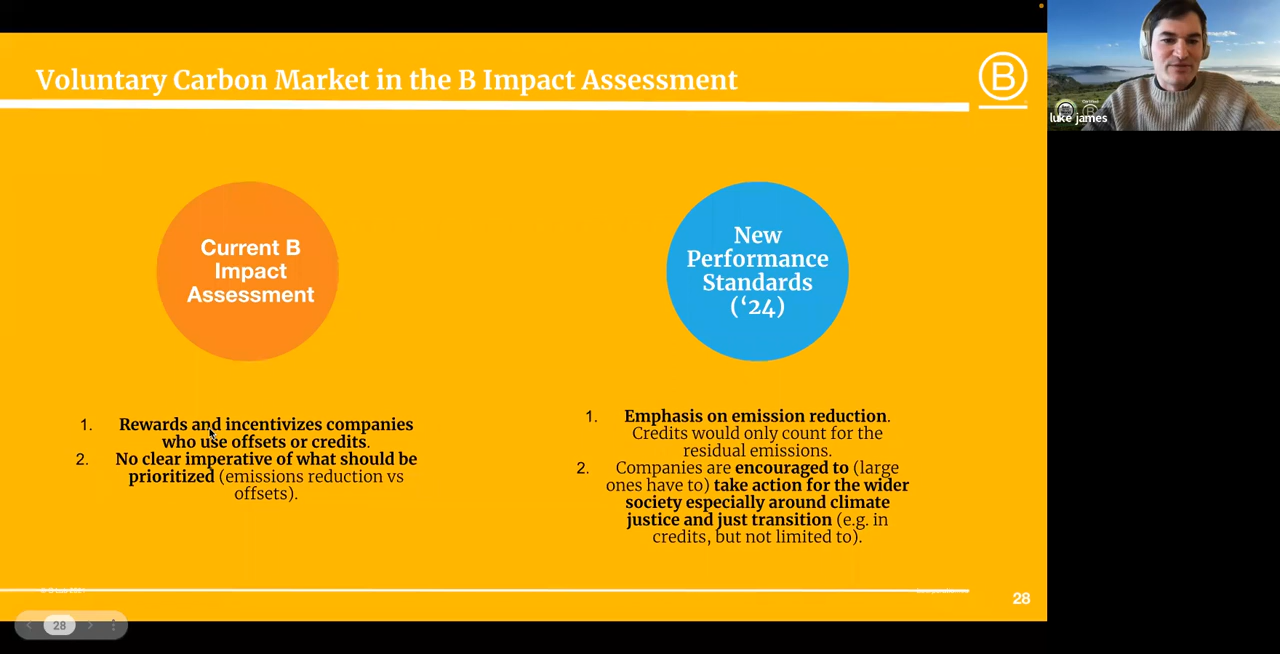 Voluntary Carbon Market in the B Impact Assessment
B
luke james
Current B
Impact
Assessment
New
Performance
Standards
(‘24)
1. Rewards and incentivizes companies
who use offsets or credits.
2. No clear imperative of what should be
prioritized (emissions reduction vs
offsets).
1. Emphasis on emission reduction.
Credits would only count for the
residual emissions.
2. Companies are encouraged to (large
ones have to) take action for the wider
society especially around climate
justice and just transition (e.g. in
credits, but not limited to).
28
28